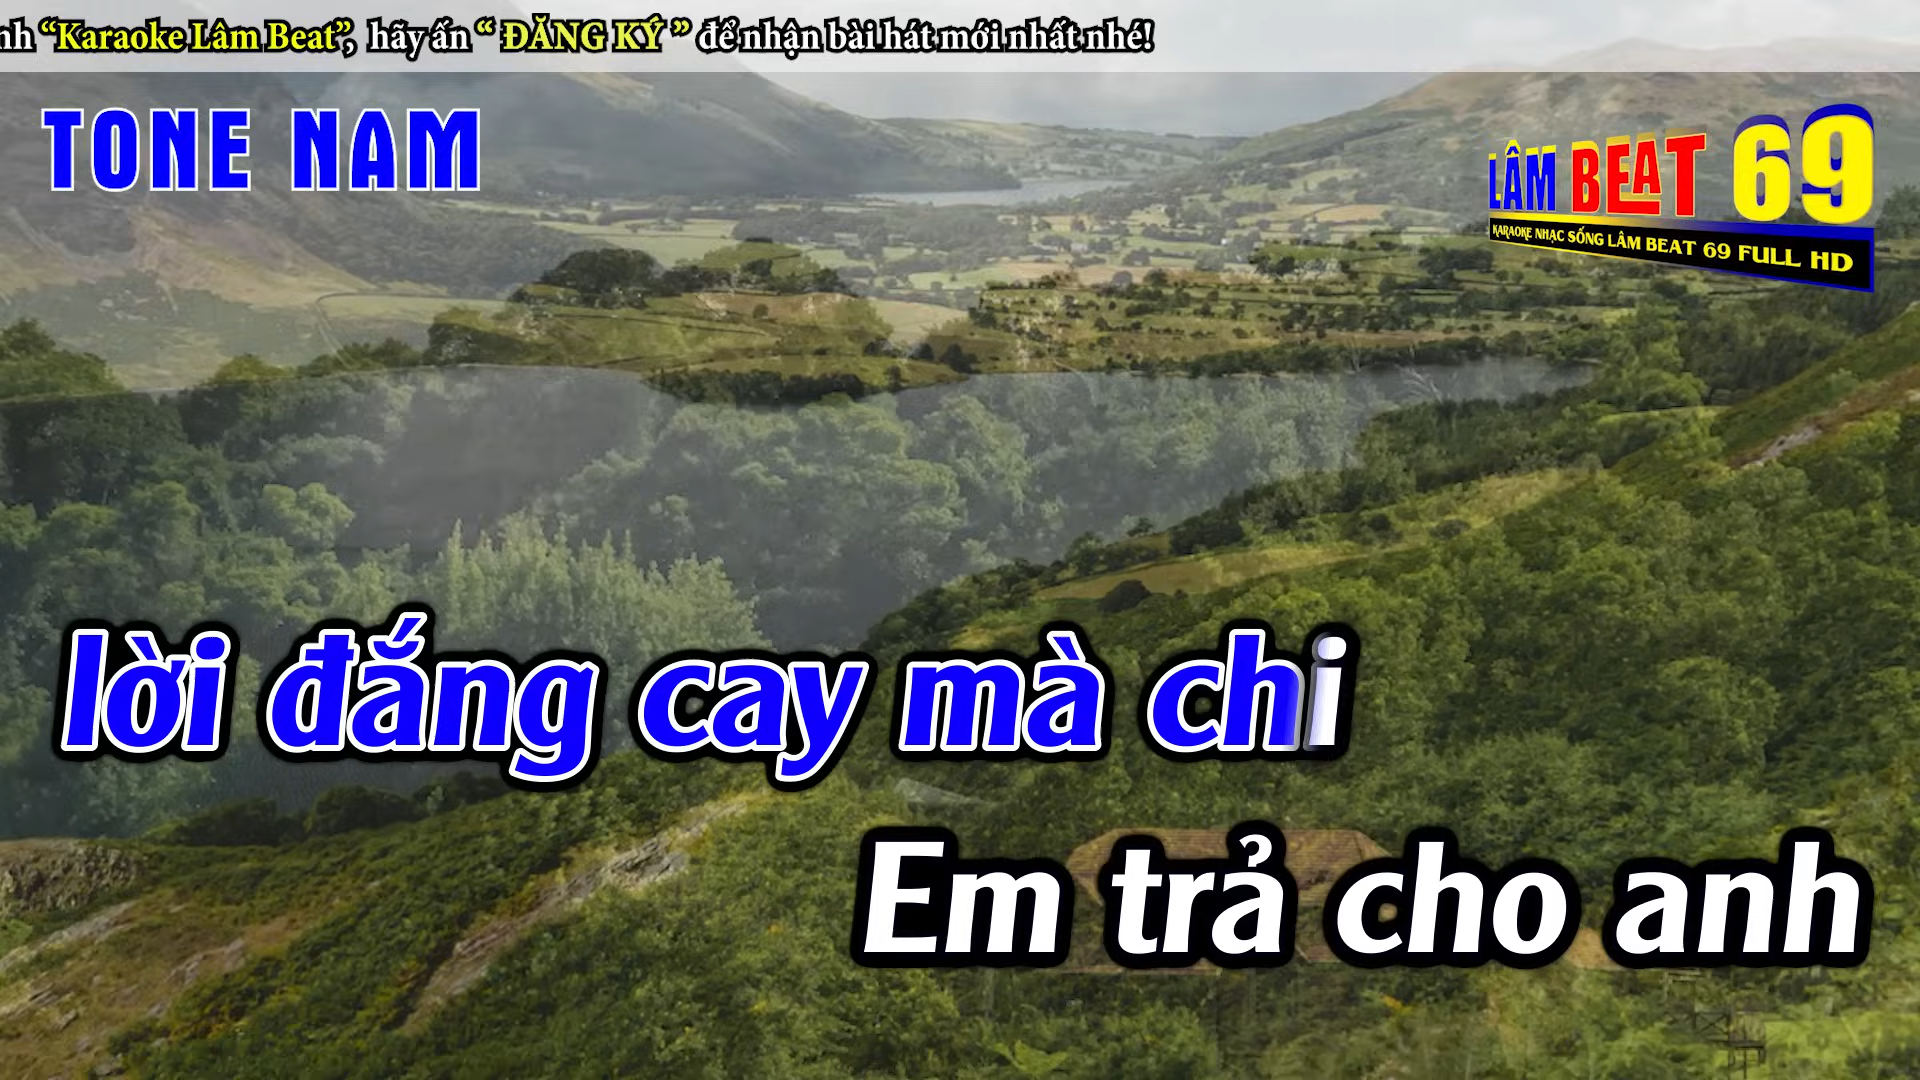 nh “Karaoke Lâm Beat”, hãy ấn “ ĐĂNG KÝ ” để nhận bài hát mới nhất nhé!
TONE NAM
LÂM BEAT 69
KARAOKE NHẠC SỐNG LÂM BEAT 69 FULL HD
lời đắng cay mà chi
Em trả cho anh